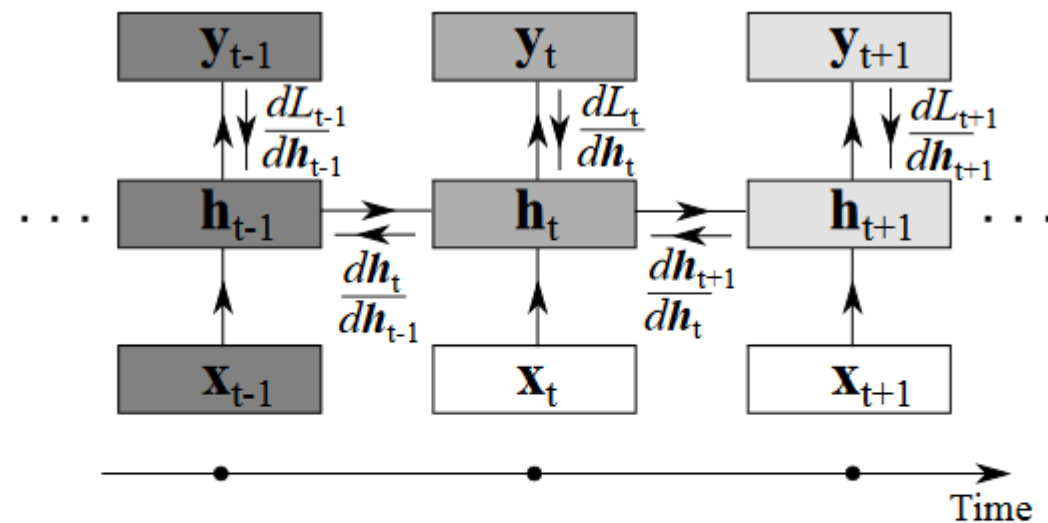 y_{t-1} y_t y_{t+1}
dL_{t-1}/dh_{t-1} dL_t/dh_t dL_{t+1}/dh_{t+1}
. . . h_{t-1} h_t h_{t+1} . . .
dh_t/dh_{t-1} dh_{t+1}/dh_t
x_{t-1} x_t x_{t+1}
Time